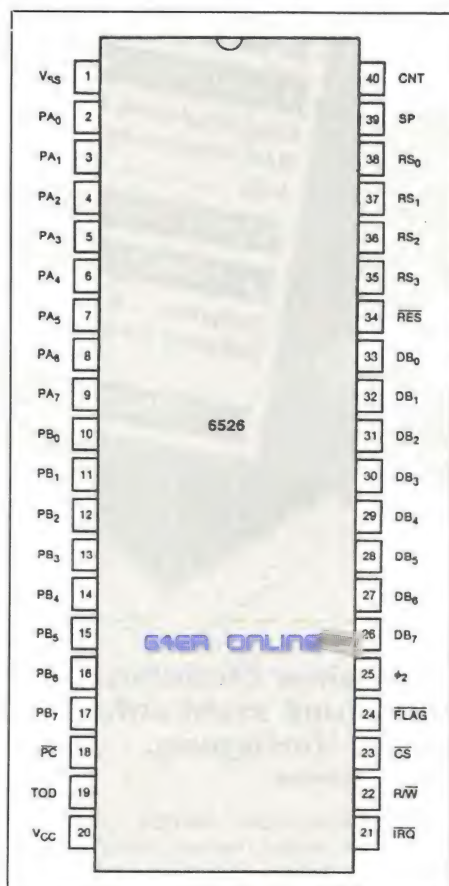 VSS 1 40 CNT
PA0 2 39 SP
PA1 3 38 RS0
PA2 4 37 RS1
PA3 5 36 RS2
PA4 6 35 RS3
PA5 7 34 RES
PA6 8 33 DB0
PA7 9 32 DB1
PB0 10 31 DB2
6526
PB1 11 30 DB3
PB2 12 29 DB4
PB3 13 28 DB5
PB4 14 27 DB6
PB5 15 26 DB7
64ER ONLINE
PB6 16 25 ϕ2
PB7 17 24 FLAG
PC 18 23 CS
TOD 19 22 R/W
VCC 20 21 IRQ